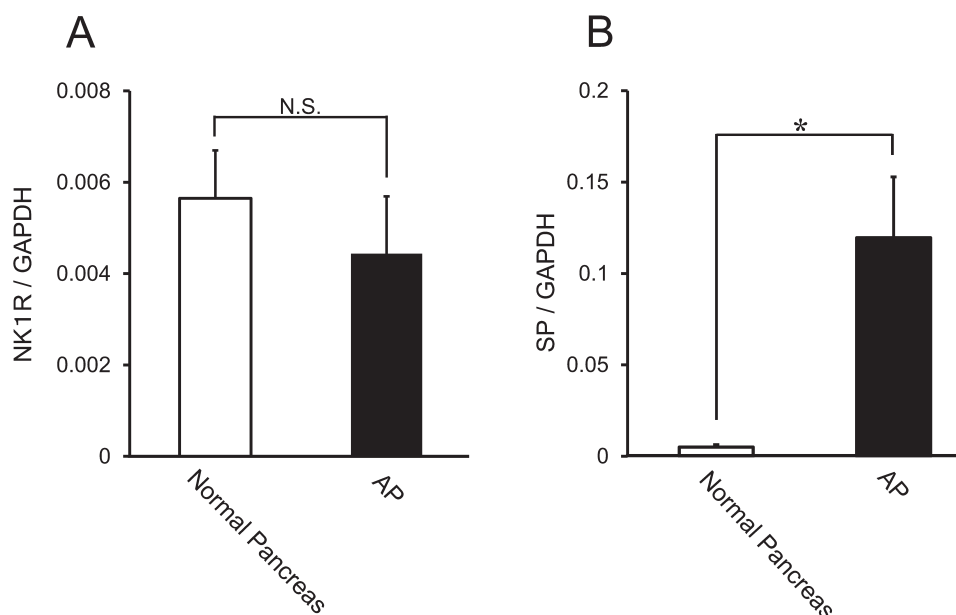 A
0.008
0.006
0.004
0.002
0
NK1R / GAPDH
N.S.
Normal Pancreas
AP
B
0.2
0.15
0.1
0.05
0
SP / GAPDH
*
Normal Pancreas
AP